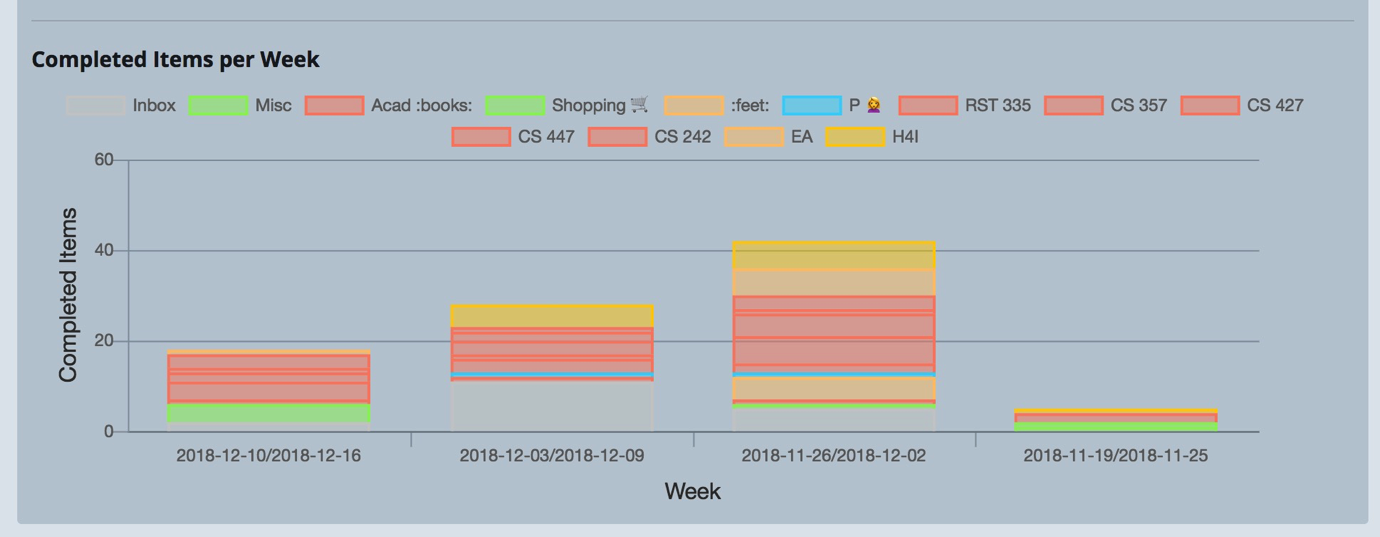 Completed Items per Week
Inbox Misc Acad :books: Shopping 🛒 :feet: P 🙎 RST 335 CS 357 CS 427
CS 447 CS 242 EA H4I
60
40
20
0
Completed Items
2018-12-10/2018-12-16 2018-12-03/2018-12-09 2018-11-26/2018-12-02 2018-11-19/2018-11-25
Week